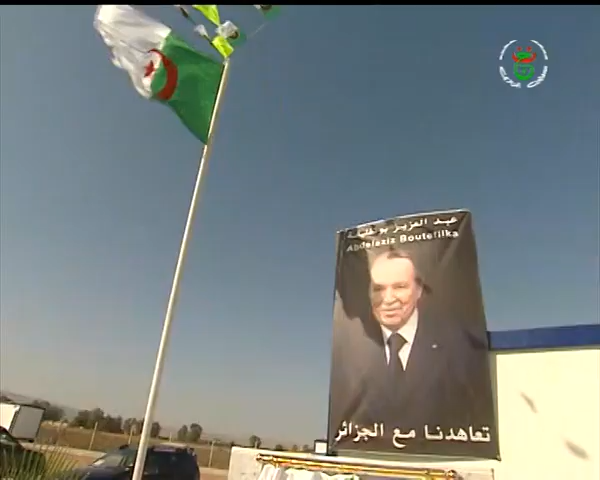 عبد العزيز بوتفليقة
Abdelaziz Bouteflika
تعاهدنا مع الجزائر